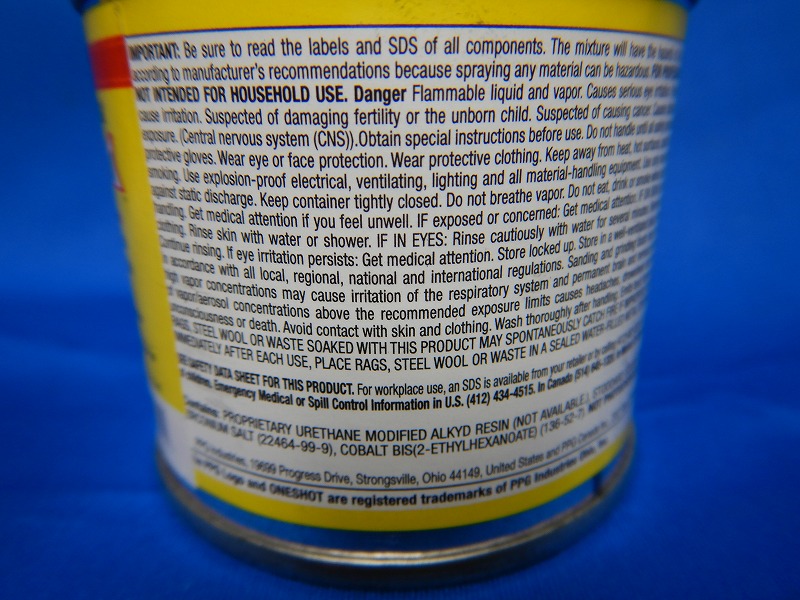 IMPORTANT: Be sure to read the labels and SDS of all components. The mixture will have the
according to manufacturer's recommendations because spraying any material can be hazardous.
NOT INTENDED FOR HOUSEHOLD USE. Danger Flammable liquid and vapor. Causes serious eye
cause irritation. Suspected of damaging fertility or the unborn child. Suspected of causing cancer.
exposure. (Central nervous system (CNS)).Obtain special instructions before use. Do not handle until all
protective gloves. Wear eye or face protection. Wear protective clothing. Keep away from heat, hot
smoking. Use explosion-proof electrical, ventilating, lighting and all material-handling equipment.
against static discharge. Keep container tightly closed. Do not breathe vapor. Do not eat, drink or
handling. Get medical attention if you feel unwell. IF exposed or concerned: Get medical attention.
clothing. Rinse skin with water or shower. IF IN EYES: Rinse cautiously with water for several minutes.
Continue rinsing. If eye irritation persists: Get medical attention. Store locked up. Store in a
in accordance with all local, regional, national and international regulations. Sanding and grinding
high vapor concentrations may cause irritation of the respiratory system and permanent brain and
of vapor/aerosol concentrations above the recommended exposure limits causes headaches,
unconsciousness or death. Avoid contact with skin and clothing. Wash thoroughly after handling.
RAGS, STEEL WOOL OR WASTE SOAKED WITH THIS PRODUCT MAY SPONTANEOUSLY CATCH FIRE
IMMEDIATELY AFTER EACH USE, PLACE RAGS, STEEL WOOL OR WASTE IN A SEALED WATER-FILLED
SEE SAFETY DATA SHEET FOR THIS PRODUCT. For workplace use, an SDS is available from your retailer or by
of children. Emergency Medical or Spill Control Information in U.S. (412) 434-4515. In Canada (514)
Contains: PROPRIETARY URETHANE MODIFIED ALKYD RESIN (NOT AVAILABLE),
ZIRCONIUM SALT (22464-99-9), COBALT BIS(2-ETHYLHEXANOATE) (136-52-7).
PPG Industries, 19699 Progress Drive, Strongsville, Ohio 44149, United States and PPG
The PPG Logo and ONESHOT are registered trademarks of PPG Industries Ohio, Inc.